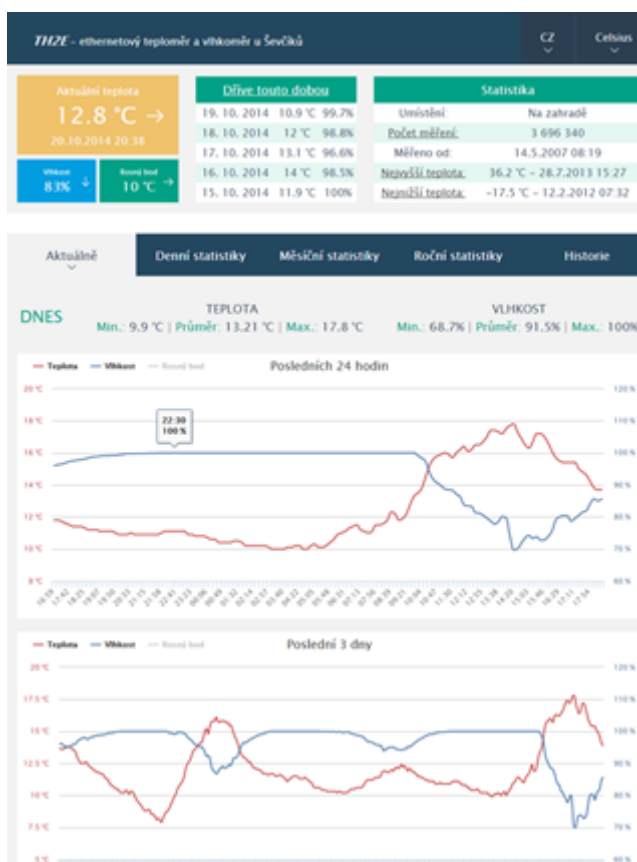 TH2E - ethernetový teploměr a vlhkoměr u Ševčíků
CZ
Celsius
Aktuální teplota
12.8 °C →
20.10.2014 20:38
Vlhkost
83% ↓
Rosný bod
10 °C →
Dříve touto dobou
19. 10. 2014 10.9 °C 99.7%
18. 10. 2014 12 °C 98.8%
17. 10. 2014 13.1 °C 96.6%
16. 10. 2014 14 °C 98.5%
15. 10. 2014 11.9 °C 100%
Statistika
Umístění: Na zahradě
Počet měření: 3 696 340
Měřeno od: 14.5.2007 08:19
Nejvyšší teplota: 36.2 °C - 28.7.2013 15:27
Nejnižší teplota: -17.5 °C - 12.2.2012 07:32
Aktuálně
Denní statistiky
Měsíční statistiky
Roční statistiky
Historie
DNES
TEPLOTA
Min.: 9.9 °C | Průměr: 13.21 °C | Max.: 17.8 °C
VLHKOST
Min.: 68.7% | Průměr: 91.5% | Max.: 100%
Teplota Vlhkost Rosný bod
Posledních 24 hodin
20 °C
18 °C
16 °C
14 °C
12 °C
10 °C
8 °C
22:30
100 %
120 %
110 %
100 %
90 %
80 %
70 %
60 %
Teplota Vlhkost Rosný bod
Poslední 3 dny
20 °C
17.5 °C
15 °C
12.5 °C
10 °C
7.5 °C
5 °C
120 %
110 %
100 %
90 %
80 %
70 %
60 %